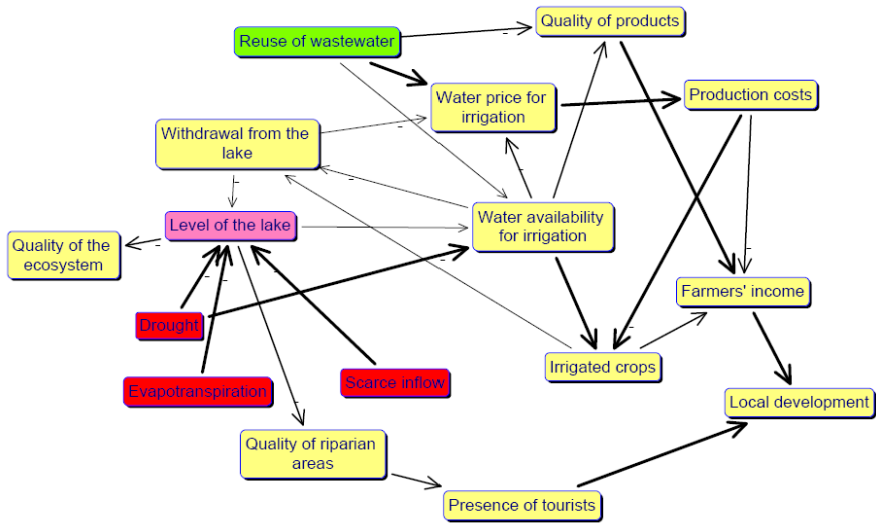 Quality of products
Reuse of wastewater
Water price for
irrigation
Production costs
Withdrawal from the
lake
Level of the lake
Water availability
for irrigation
Quality of the
ecosystem
Farmers' income
Drought
Irrigated crops
Evapotranspiration
Scarce inflow
Local development
Quality of riparian
areas
Presence of tourists